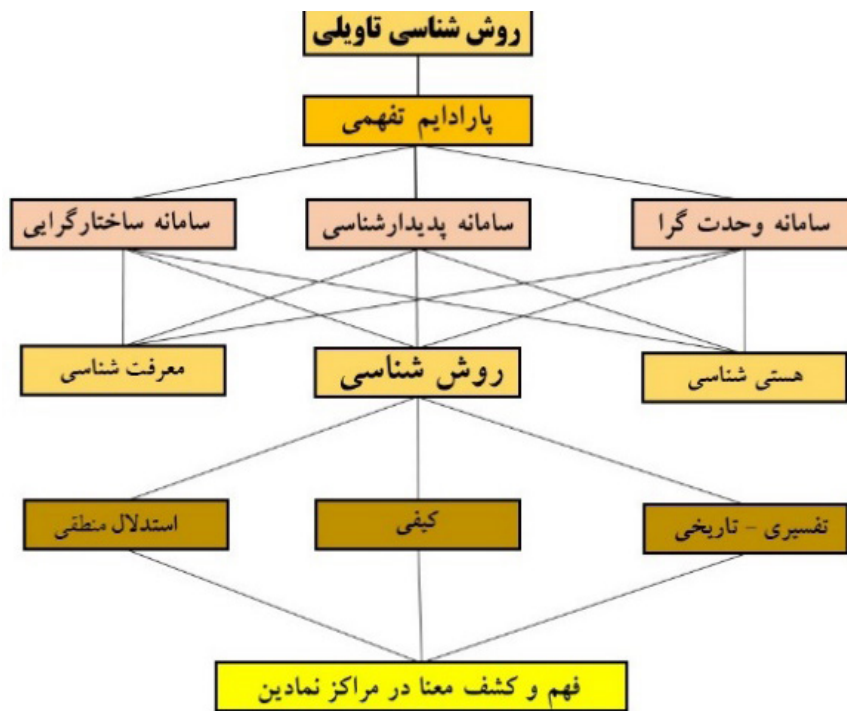 روش شناسی تاویلی
پارادایم تفهمی
سامانه وحدت گرا
سامانه پدیدارشناسی
سامانه ساختارگرایی
هستی شناسی
روش شناسی
معرفت شناسی
تفسیری - تاریخی
کیفی
استدلال منطقی
فهم و کشف معنا در مراکز نمادین